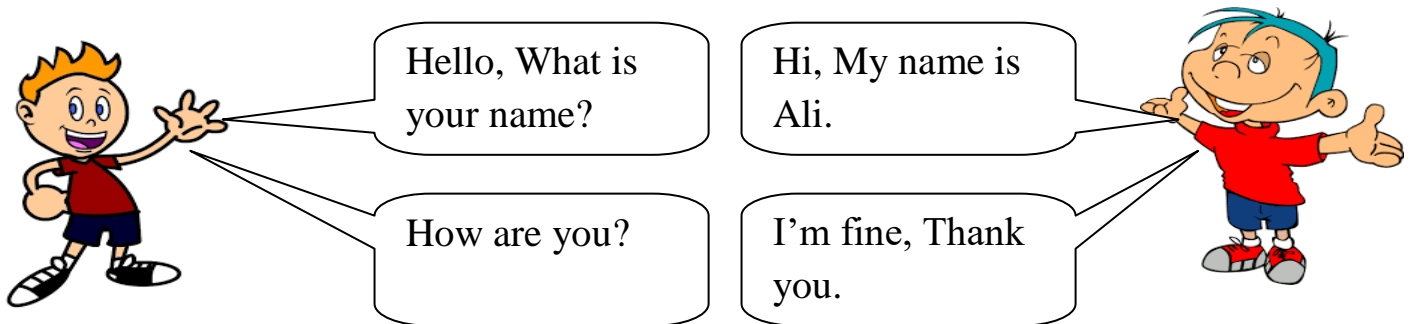 Hello, What is
your name?
Hi, My name is
Ali.
How are you?
I’m fine, Thank
you.